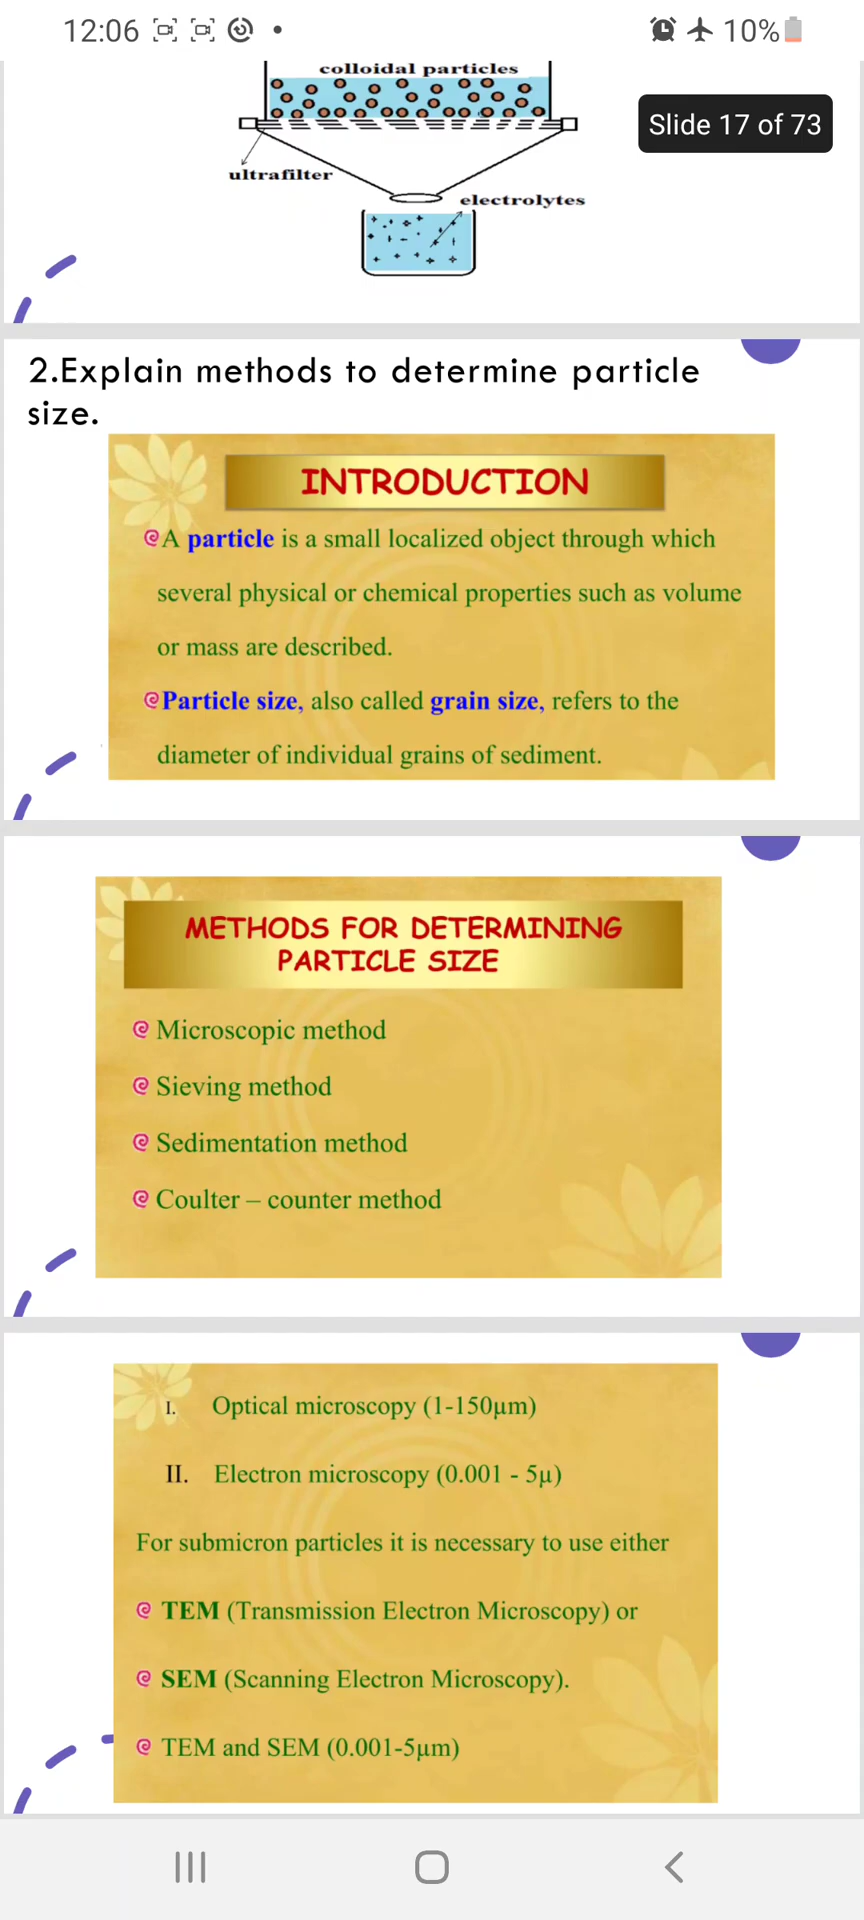 12:06
10%
colloidal particles
Slide 17 of 73
ultrafilter
electrolytes
2.Explain methods to determine particle
size.
INTRODUCTION
A particle is a small localized object through which
several physical or chemical properties such as volume
or mass are described.
Particle size, also called grain size, refers to the
diameter of individual grains of sediment.
METHODS FOR DETERMINING
PARTICLE SIZE
Microscopic method
Sieving method
Sedimentation method
Coulter – counter method
I. Optical microscopy (1-150µm)
II. Electron microscopy (0.001 - 5µ)
For submicron particles it is necessary to use either
TEM (Transmission Electron Microscopy) or
SEM (Scanning Electron Microscopy).
TEM and SEM (0.001-5µm)